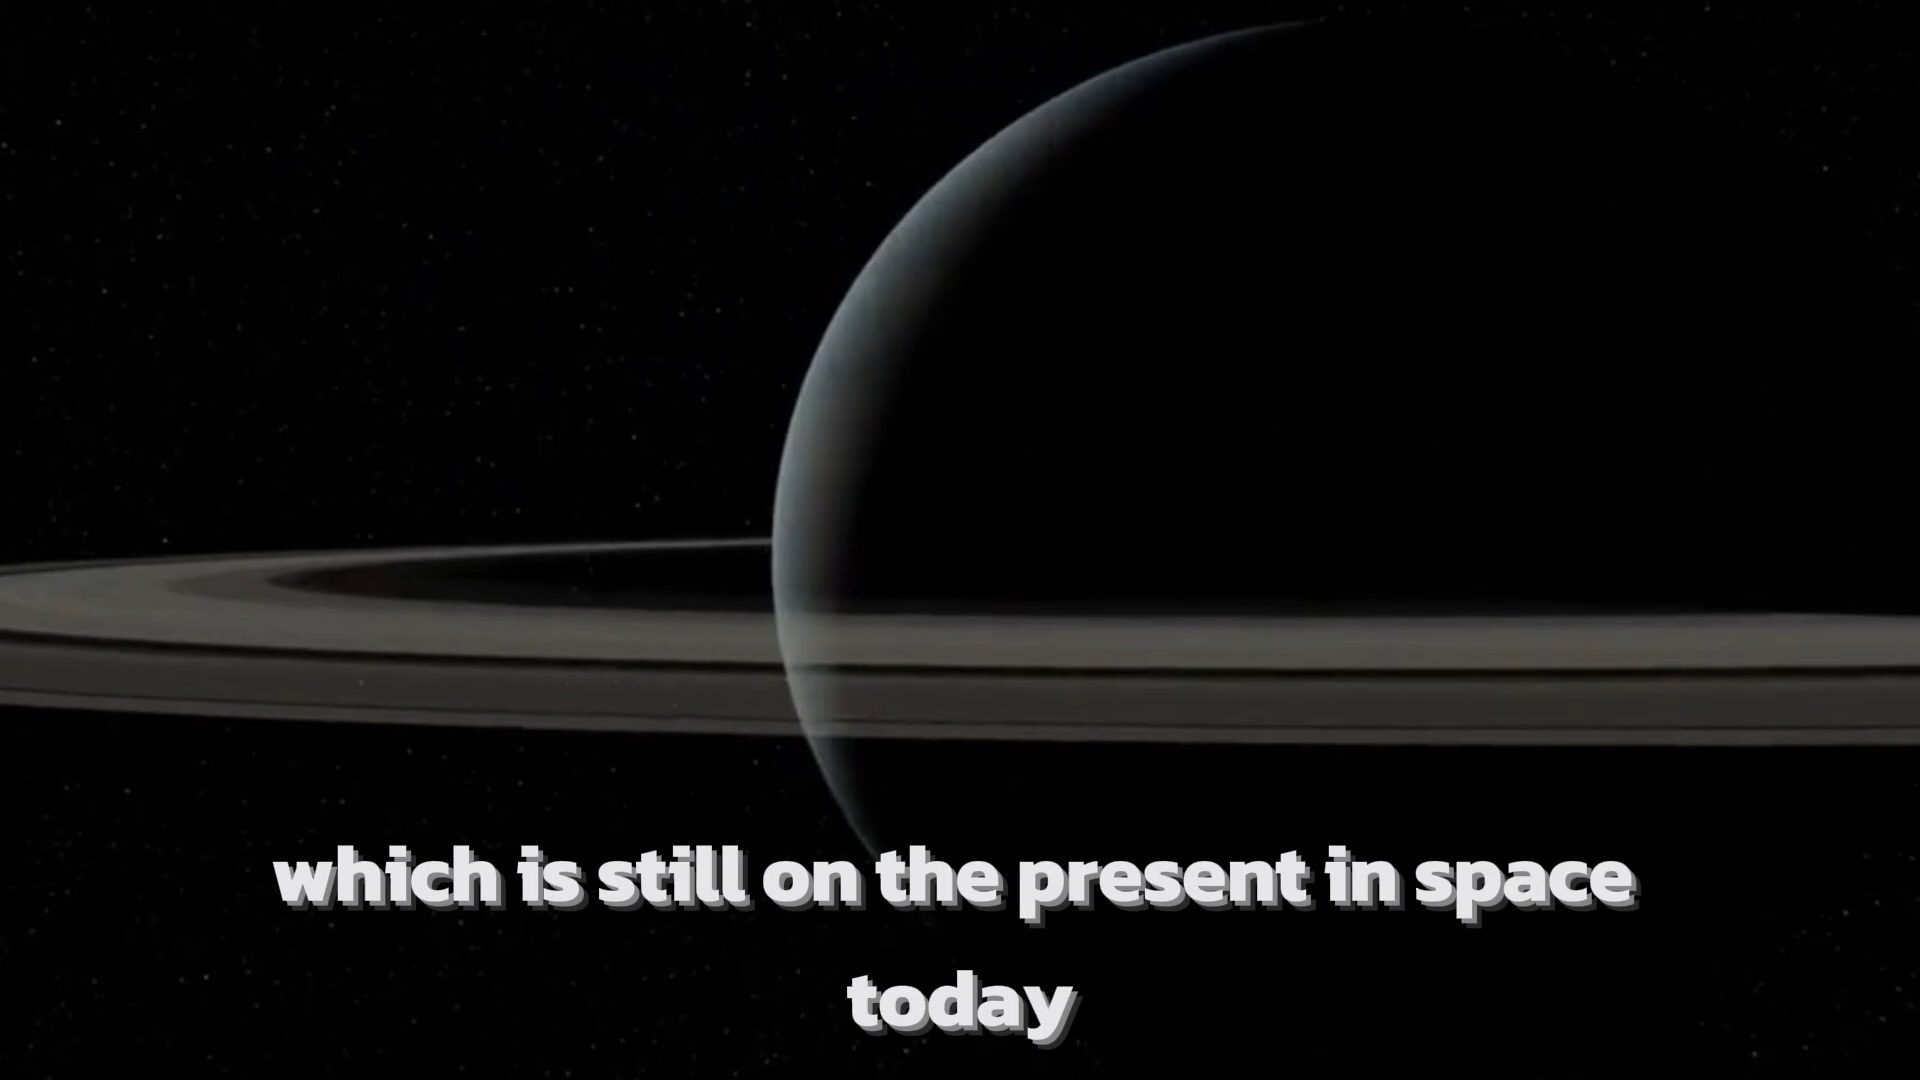 which is still on the present in space
today